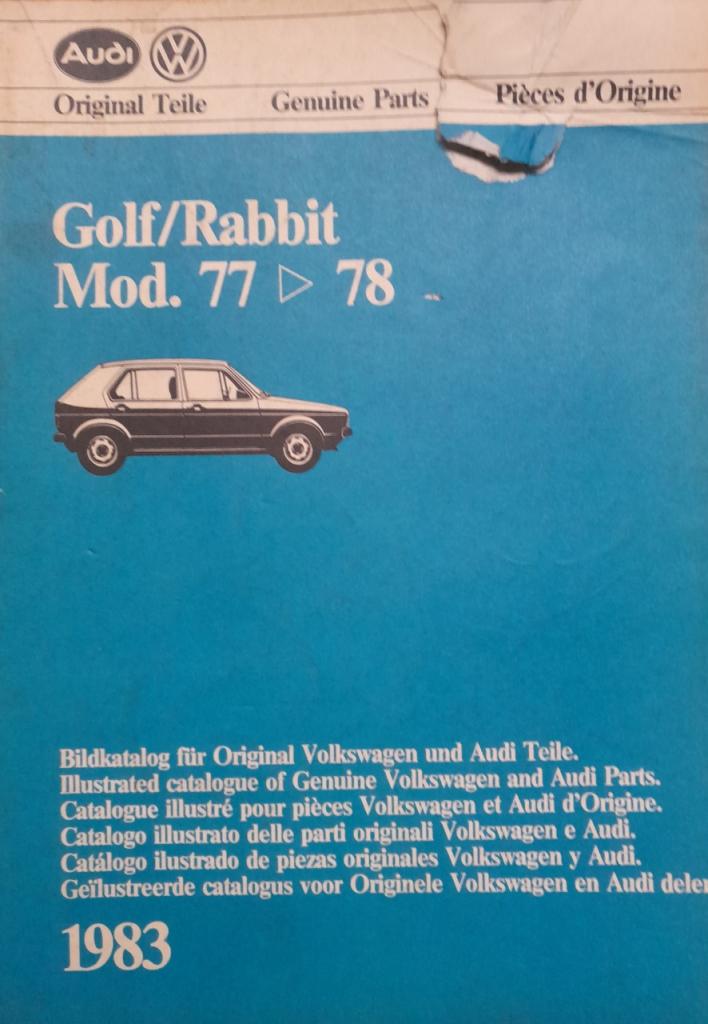 Audi VW
Original Teile Genuine Parts Pièces d'Origine
Golf/Rabbit
Mod. 77 ▷ 78
Bildkatalog für Original Volkswagen und Audi Teile.
Illustrated catalogue of Genuine Volkswagen and Audi Parts.
Catalogue illustré pour pièces Volkswagen et Audi d'Origine.
Catalogo illustrato delle parti originali Volkswagen e Audi.
Catálogo ilustrado de piezas originales Volkswagen y Audi.
Geïlustreerde catalogus voor Originele Volkswagen en Audi delen
1983